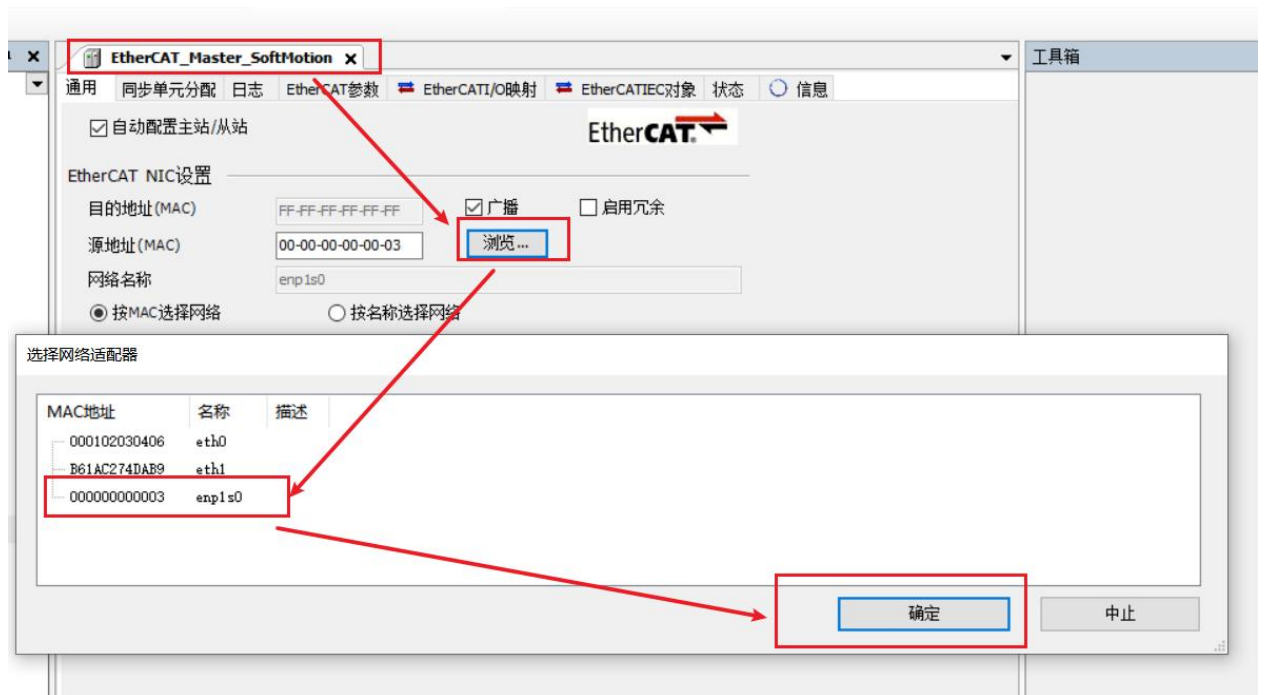 EtherCAT_Master_SoftMotion
工具箱
通用 同步单元分配 日志 EtherCAT参数 EtherCATI/O映射 EtherCATIEC对象 状态 信息
自动配置主站/从站
EtherCAT
EtherCAT NIC设置
目的地址(MAC) FF-FF-FF-FF-FF-FF 广播 启用冗余
源地址(MAC) 00-00-00-00-00-03 浏览...
网络名称 enp1s0
按MAC选择网络 按名称选择网络
选择网络适配器
MAC地址 名称 描述
000102030406 eth0
B61AC274DAB9 eth1
000000000003 enp1s0
确定 中止